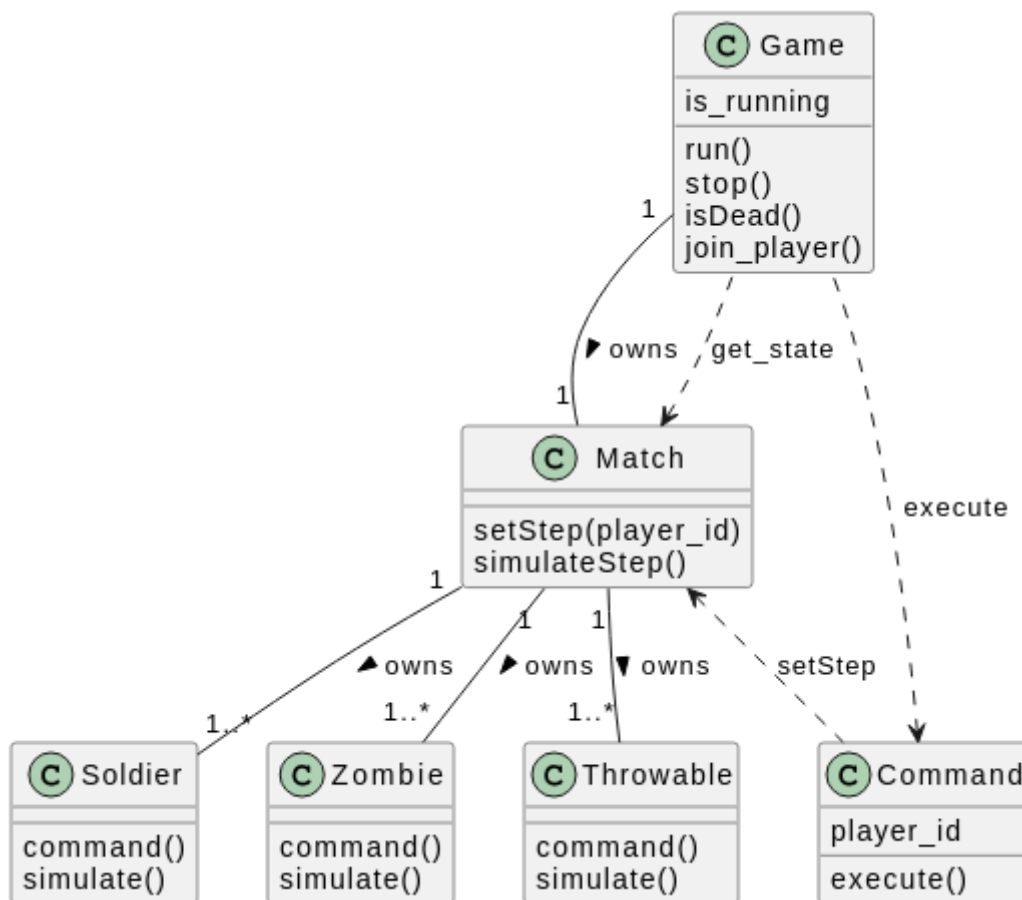 C Game
is_running
run()
stop()
isDead()
join_player()
1
owns
get_state
1
execute
C Match
setStep(player_id)
simulateStep()
1
1
1
owns
owns
owns
setStep
1..*
1..*
1..*
C Soldier
command()
simulate()
C Zombie
command()
simulate()
C Throwable
command()
simulate()
C Command
player_id
execute()